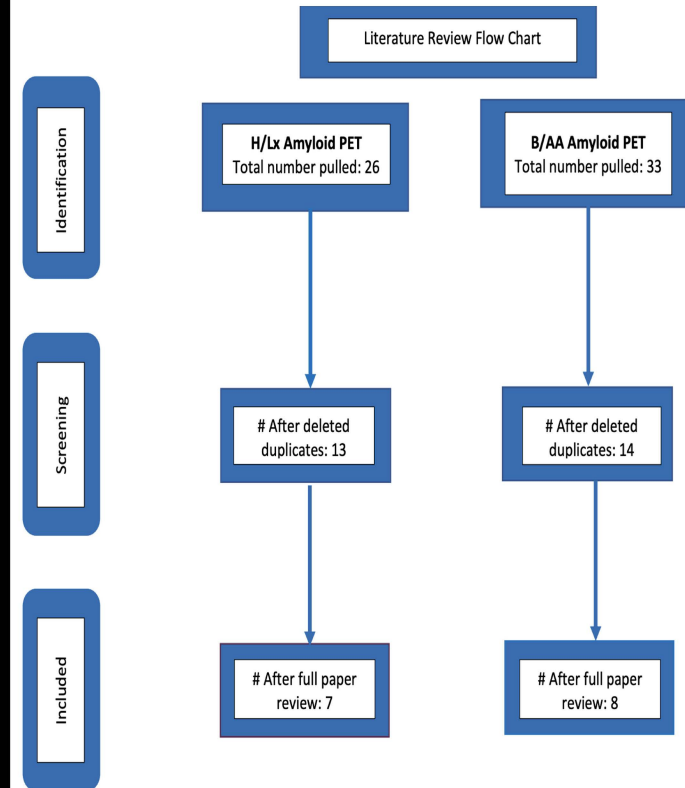 Literature Review Flow Chart
Identification
H/Lx Amyloid PET
Total number pulled: 26
B/AA Amyloid PET
Total number pulled: 33
Screening
# After deleted
duplicates: 13
# After deleted
duplicates: 14
Included
# After full paper
review: 7
# After full paper
review: 8